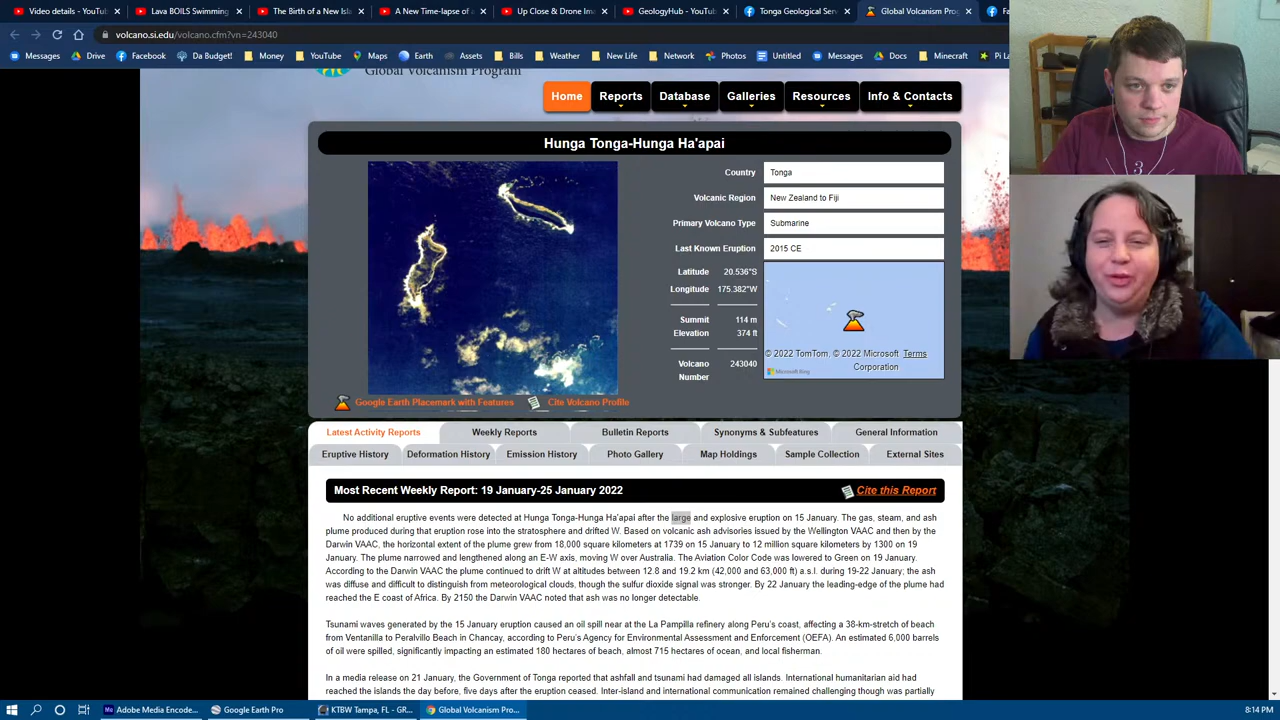 Video details - YouTub
Lava BOILS Swimming
The Birth of a New Is
A New Time-lapse of a
Up Close & Drone Ima
GeologyHub - YouTub
Tonga Geological Serv
Global Volcanism Prog
Fa
volcano.si.edu/volcano.cfm?vn=243040
Messages
Drive
Facebook
Da Budget!
Money
YouTube
Maps
Earth
Assets
Bills
Weather
New Life
Network
Photos
Untitled
Messages
Docs
Minecraft
Pi La
Global Volcanism Program
Home
Reports
Database
Galleries
Resources
Info & Contacts
Hunga Tonga-Hunga Ha'apai
Country Tonga
Volcanic Region New Zealand to Fiji
Primary Volcano Type Submarine
Last Known Eruption 2015 CE
Latitude 20.536°S
Longitude 175.382°W
Summit 114 m
Elevation 374 ft
Volcano 243040
Number
© 2022 TomTom, © 2022 Microsoft Terms
Corporation
Microsoft Bing
Google Earth Placemark with Features
Cite Volcano Profile
Latest Activity Reports
Weekly Reports
Bulletin Reports
Synonyms & Subfeatures
General Information
Eruptive History
Deformation History
Emission History
Photo Gallery
Map Holdings
Sample Collection
External Sites
Most Recent Weekly Report: 19 January-25 January 2022
Cite this Report
No additional eruptive events were detected at Hunga Tonga-Hunga Ha'apai after the large and explosive eruption on 15 January. The gas, steam, and ash
plume produced during that eruption rose into the stratosphere and drifted W. Based on volcanic ash advisories issued by the Wellington VAAC and then by the
Darwin VAAC, the horizontal extent of the plume grew from 18,000 square kilometers at 1739 on 15 January to 12 million square kilometers by 1300 on 19
January. The plume narrowed and lengthened along an E-W axis, moving W over Australia. The Aviation Color Code was lowered to Green on 19 January.
According to the Darwin VAAC the plume continued to drift W at altitudes between 12.8 and 19.2 km (42,000 and 63,000 ft) a.s.l. during 19-22 January; the ash
was diffuse and difficult to distinguish from meteorological clouds, though the sulfur dioxide signal was stronger. By 22 January the leading-edge of the plume had
reached the E coast of Africa. By 2150 the Darwin VAAC noted that ash was no longer detectable.
Tsunami waves generated by the 15 January eruption caused an oil spill near at the La Pampilla refinery along Peru's coast, affecting a 38-km-stretch of beach
from Ventanilla to Peralvillo Beach in Chancay, according to Peru's Agency for Environmental Assessment and Enforcement (OEFA). An estimated 6,000 barrels
of oil were spilled, significantly impacting an estimated 180 hectares of beach, almost 715 hectares of ocean, and local fisherman.
In a media release on 21 January, the Government of Tonga reported that ashfall and tsunami had damaged all islands. International humanitarian aid had
reached the islands the day before, five days after the eruption ceased. Inter-island and international communication remained challenging though was partially
Adobe Media Encode...
Google Earth Pro
KTBW Tampa, FL - GR...
Global Volcanism Pro...
8:14 PM